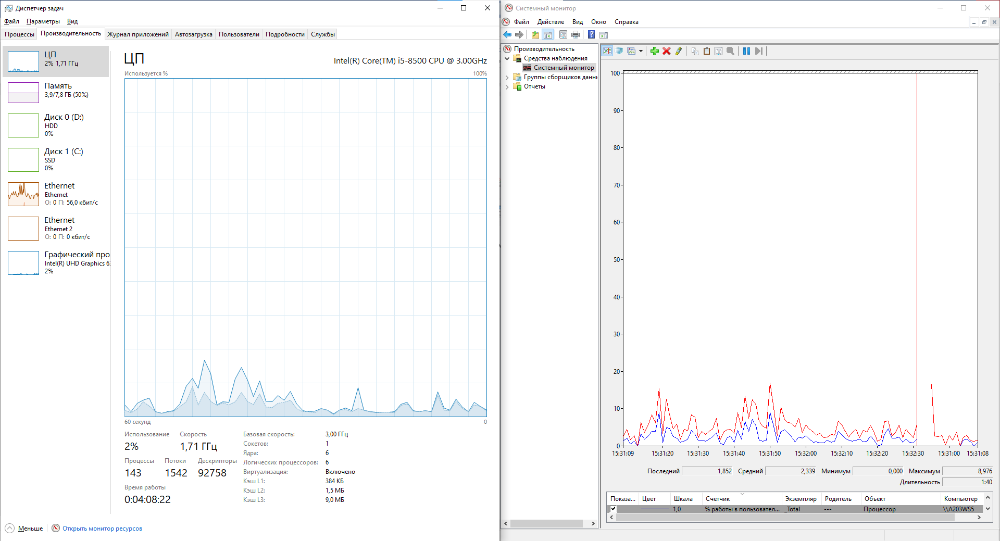 Диспетчер задач
Файл Параметры Вид
Процессы Производительность Журнал приложений Автозагрузка Пользователи Подробности Службы
ЦП
2% 1,71 ГГц
Память
3,9/7,8 ГБ (50%)
Диск 0 (D:)
HDD
0%
Диск 1 (C:)
SSD
0%
Ethernet
Ethernet
О: 0 П: 56,0 кбит/с
Ethernet
Ethernet 2
О: 0 П: 0 кбит/с
Графический про
Intel(R) UHD Graphics 6
2%
ЦП
Intel(R) Core(TM) i5-8500 CPU @ 3.00GHz
Используется %
100%
60 секунд
0
Использование
2%
Скорость
1,71 ГГц
Процессы
143
Потоки
1542
Дескрипторы
92758
Время работы
0:04:08:22
Базовая скорость: 3,00 ГГц
Сокетов: 1
Ядра: 6
Логических процессоров: 6
Виртуализация: Включено
Кэш L1: 384 КБ
Кэш L2: 1,5 МБ
Кэш L3: 9,0 МБ
Меньше
Открыть монитор ресурсов
Системный монитор
Файл Действие Вид Окно Справка
Производительность
Средства наблюдения
Системный монитор
Группы сборщиков данн
Отчеты
100
90
80
70
60
50
40
30
20
10
0
15:31:09 15:31:20 15:31:30 15:31:40 15:31:50 15:32:00 15:32:10 15:32:20 15:32:30 15:31:00 15:31:08
Последний 1,852 Средний 2,339 Минимум 0,000 Максимум 8,976
Длительность 1:40
Показа... Цвет Шкала Счетчик Экземпляр Родитель Объект Компьютер
1,0 % работы в пользовател... _Total --- Процессор \\A203WS5